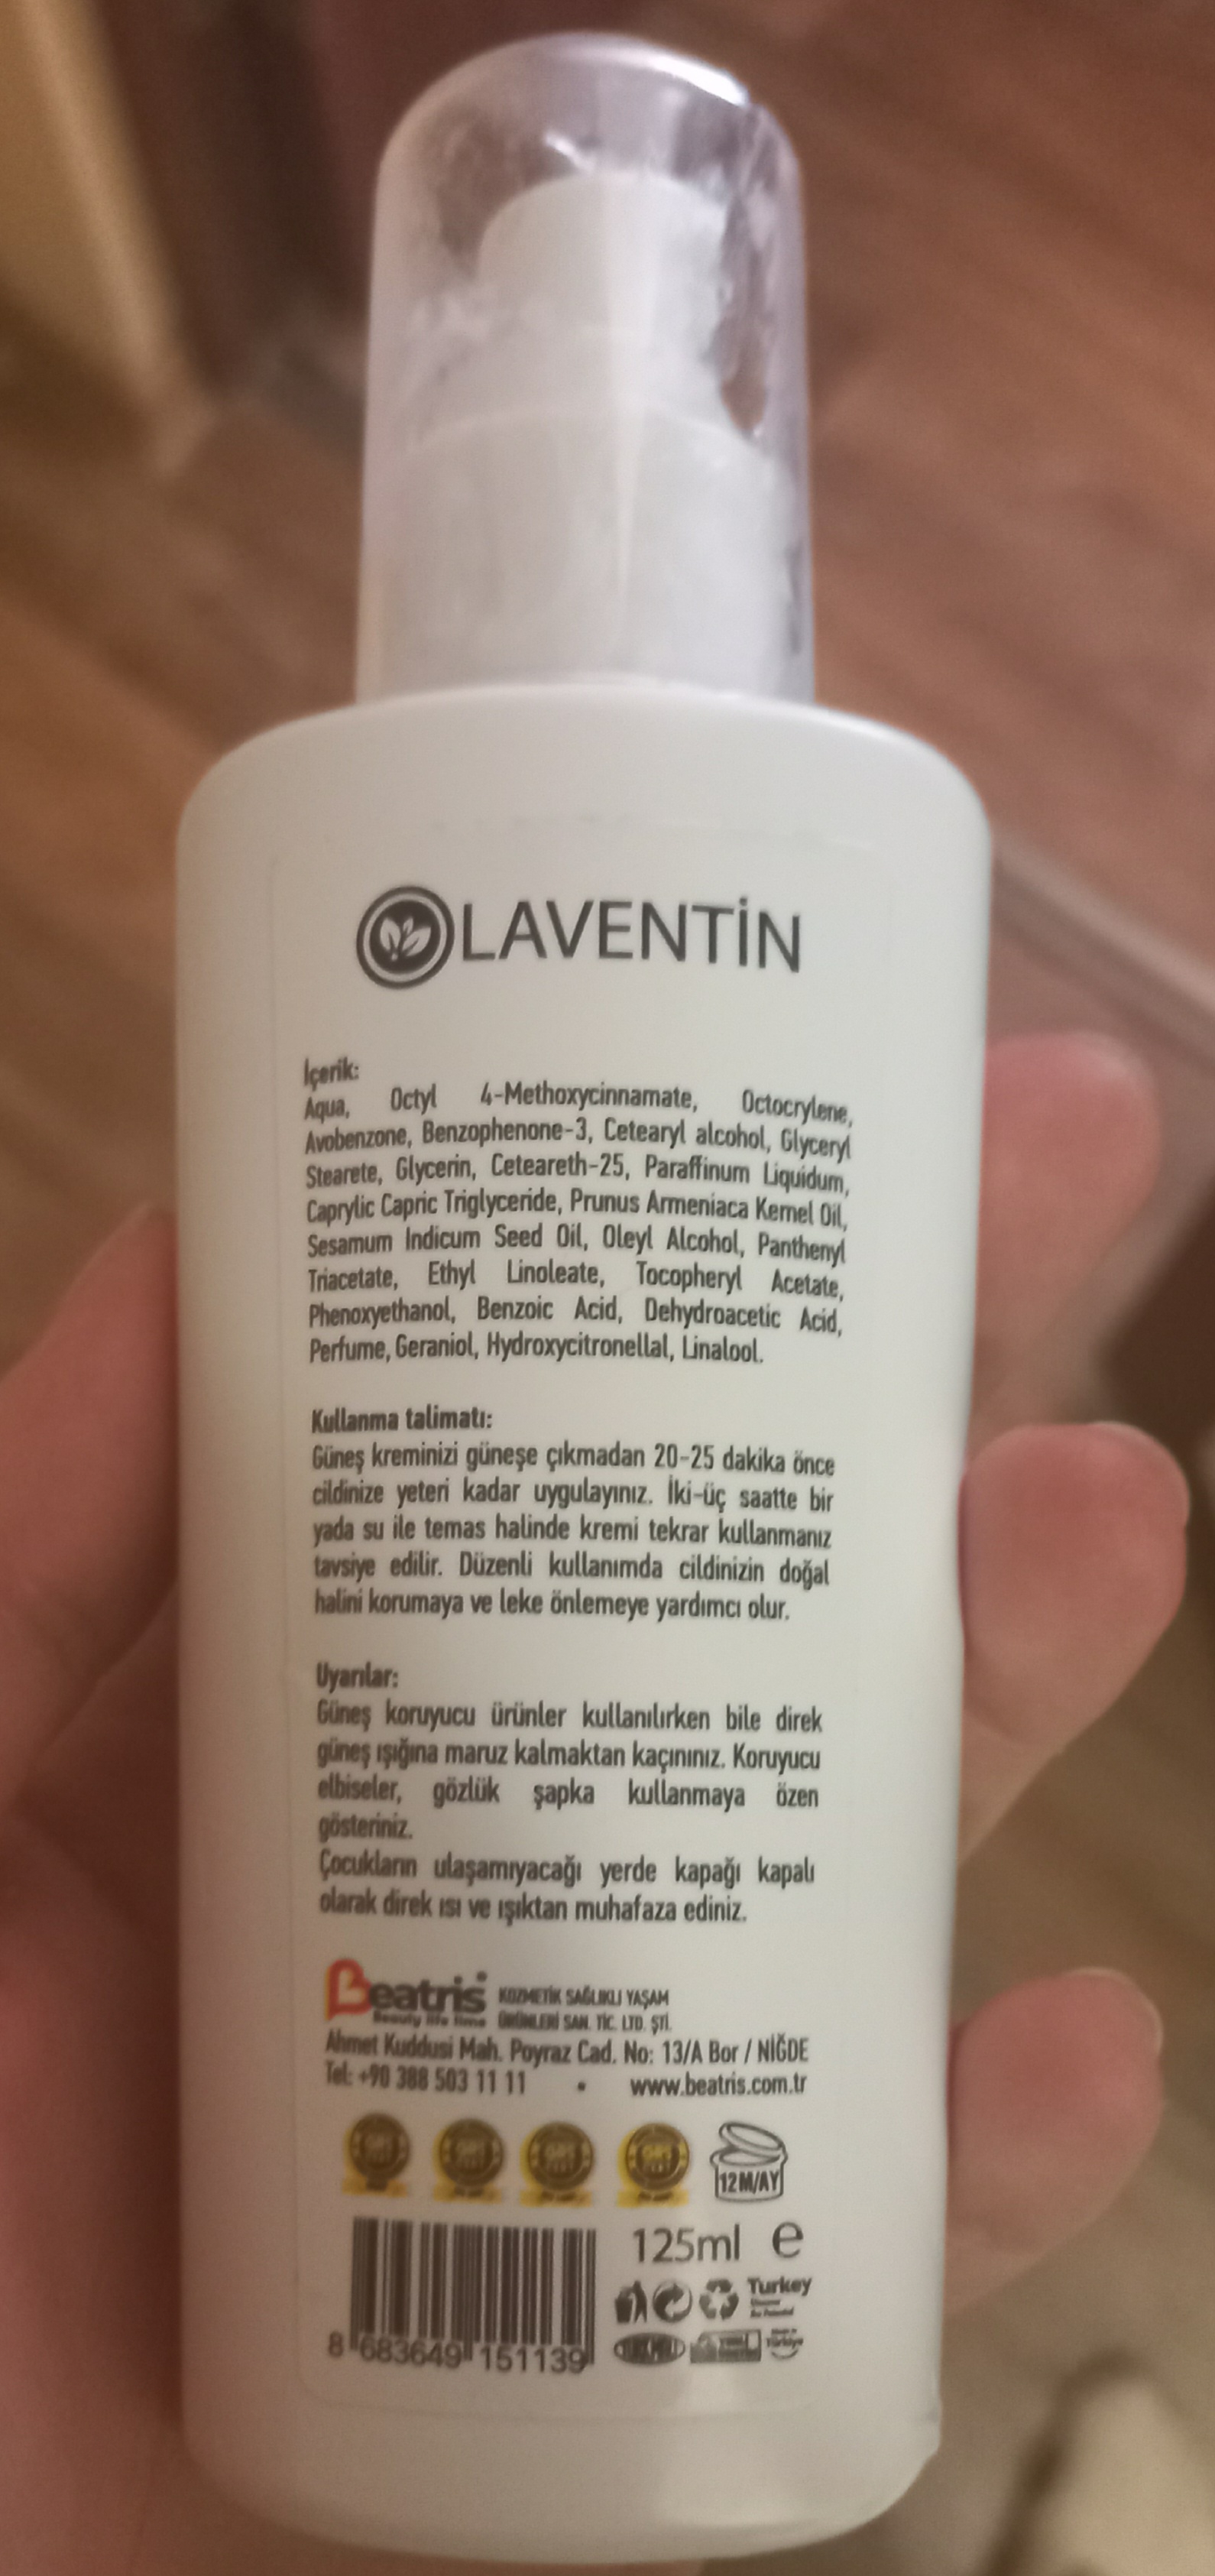 LAVENTİN
İçerik:
Aqua, Octyl 4-Methoxycinnamate, Octocrylene,
Avobenzone, Benzophenone-3, Cetearyl alcohol, Glyceryl
Stearete, Glycerin, Ceteareth-25, Paraffinum Liquidum,
Caprylic Capric Triglyceride, Prunus Armeniaca Kernel Oil,
Sesamum Indicum Seed Oil, Oleyl Alcohol, Panthenyl
Triacetate, Ethyl Linoleate, Tocopheryl Acetate,
Phenoxyethanol, Benzoic Acid, Dehydroacetic Acid,
Perfume, Geraniol, Hydroxycitronellal, Linalool.
Kullanma talimatı:
Güneş kreminizi güneşe çıkmadan 20-25 dakika önce
cildinize yeteri kadar uygulayınız. İki-üç saatte bir
yada su ile temas halinde kremi tekrar kullanmanız
tavsiye edilir. Düzenli kullanımda cildinizin doğal
halini korumaya ve leke önlemeye yardımcı olur.
Uyarılar:
Güneş koruyucu ürünler kullanılırken bile direk
güneş ışığına maruz kalmaktan kaçınınız. Koruyucu
elbiseler, gözlük şapka kullanmaya özen
gösteriniz.
Çocukların ulaşamıyacağı yerde kapağı kapalı
olarak direk ısı ve ışıktan muhafaza ediniz.
Beatris KOZMETİK SAĞLIKLI YAŞAM
Beauty life time ÜRÜNLERİ SAN. TİC. LTD. ŞTİ.
Ahmet Kuddusi Mah. Poyraz Cad. No: 13/A Bor / NİĞDE
Tel: +90 388 503 11 11 • www.beatris.com.tr
12M/AY
125ml e
Turkey
8 683649 151139